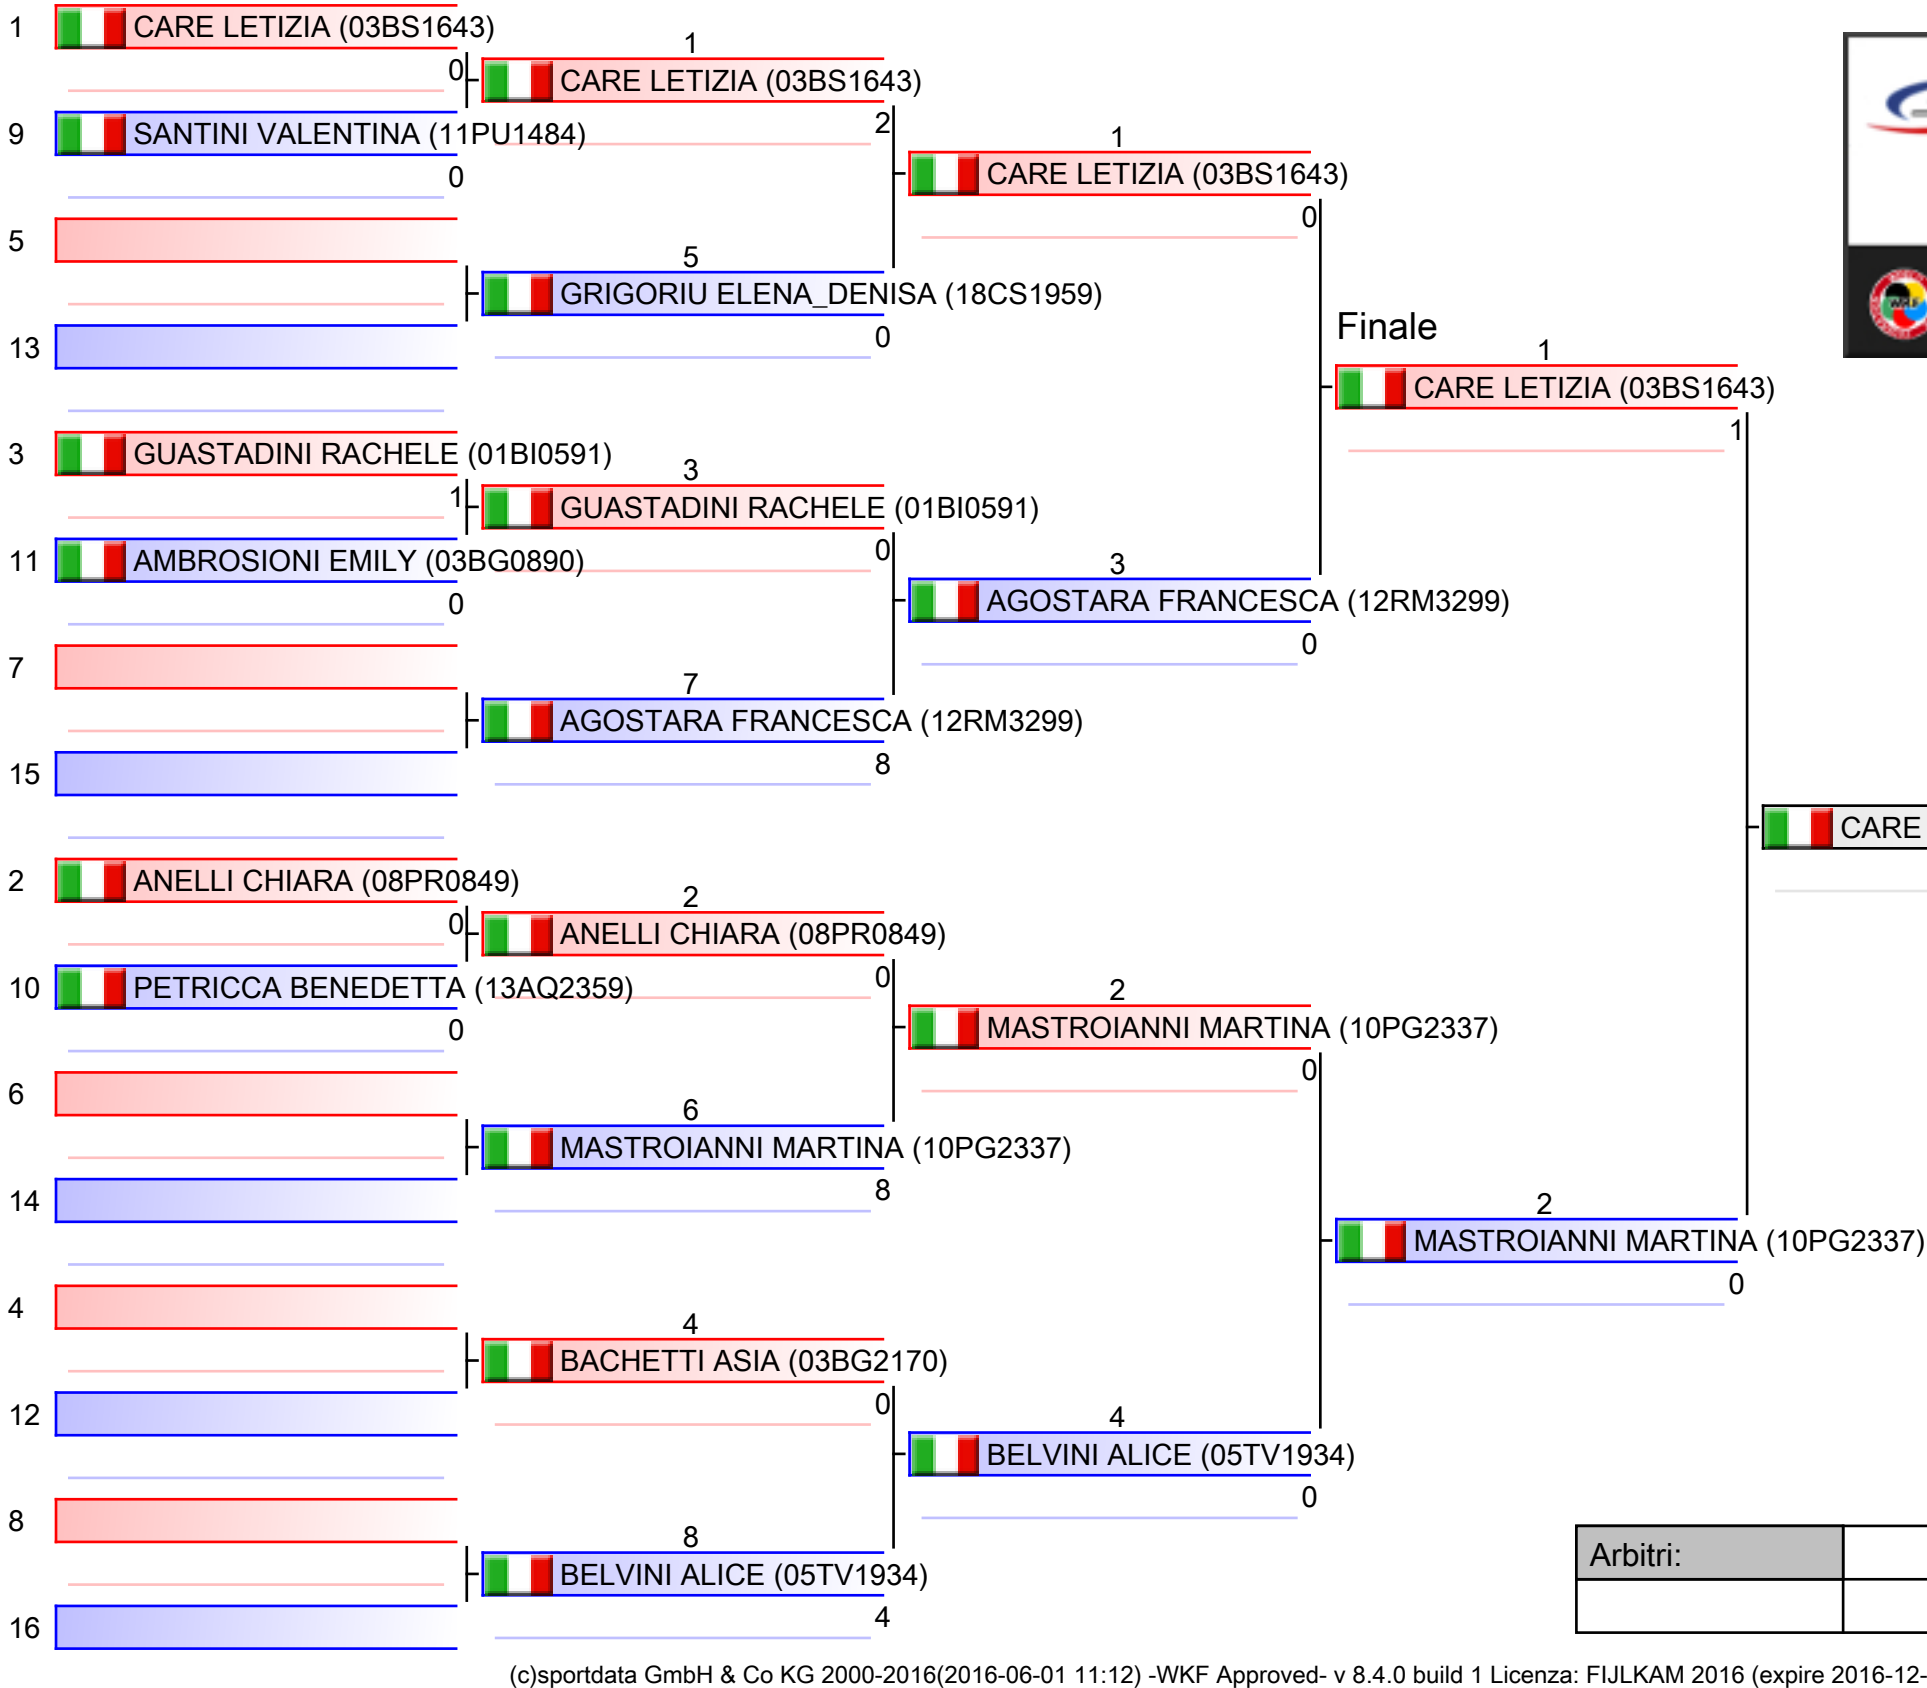 1 CARE LETIZIA (03BS1643)
0
9 SANTINI VALENTINA (11PU1484)
0
5
13
3 GUASTADINI RACHELE (01BI0591)
1
11 AMBROSIONI EMILY (03BG0890)
0
7
15
2 ANELLI CHIARA (08PR0849)
0
10 PETRICCA BENEDETTA (13AQ2359)
0
6
14
4
12
8
16
1
CARE LETIZIA (03BS1643)
2
5
GRIGORIU ELENA_DENISA (18CS1959)
0
3
GUASTADINI RACHELE (01BI0591)
0
7
AGOSTARA FRANCESCA (12RM3299)
8
2
ANELLI CHIARA (08PR0849)
0
6
MASTROIANNI MARTINA (10PG2337)
8
4
BACHETTI ASIA (03BG2170)
0
8
BELVINI ALICE (05TV1934)
4
1
CARE LETIZIA (03BS1643)
0
3
AGOSTARA FRANCESCA (12RM3299)
0
2
MASTROIANNI MARTINA (10PG2337)
0
4
BELVINI ALICE (05TV1934)
0
Finale
1
CARE LETIZIA (03BS1643)
1
2
MASTROIANNI MARTINA (10PG2337)
0
CARE
WKF
Arbitri:
(c)sportdata GmbH & Co KG 2000-2016(2016-06-01 11:12) -WKF Approved- v 8.4.0 build 1 Licenza: FIJLKAM 2016 (expire 2016-12-